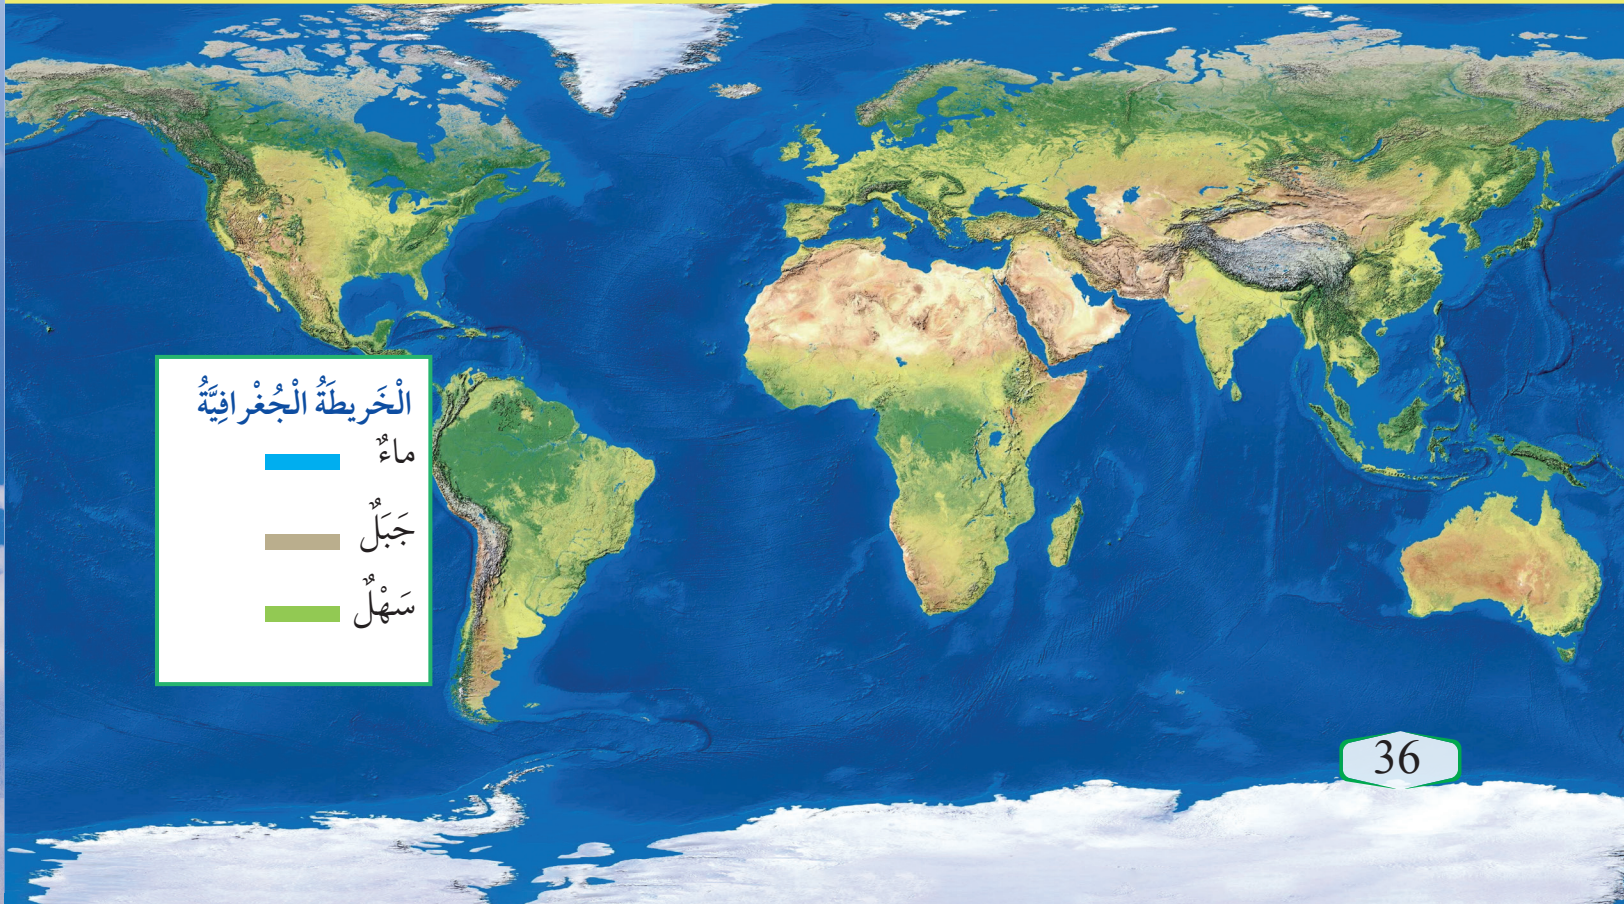 الْخَريطَةُ الْجُغْرافِيَّةُ
ماءٌ
جَبَلٌ
سَهْلٌ
36